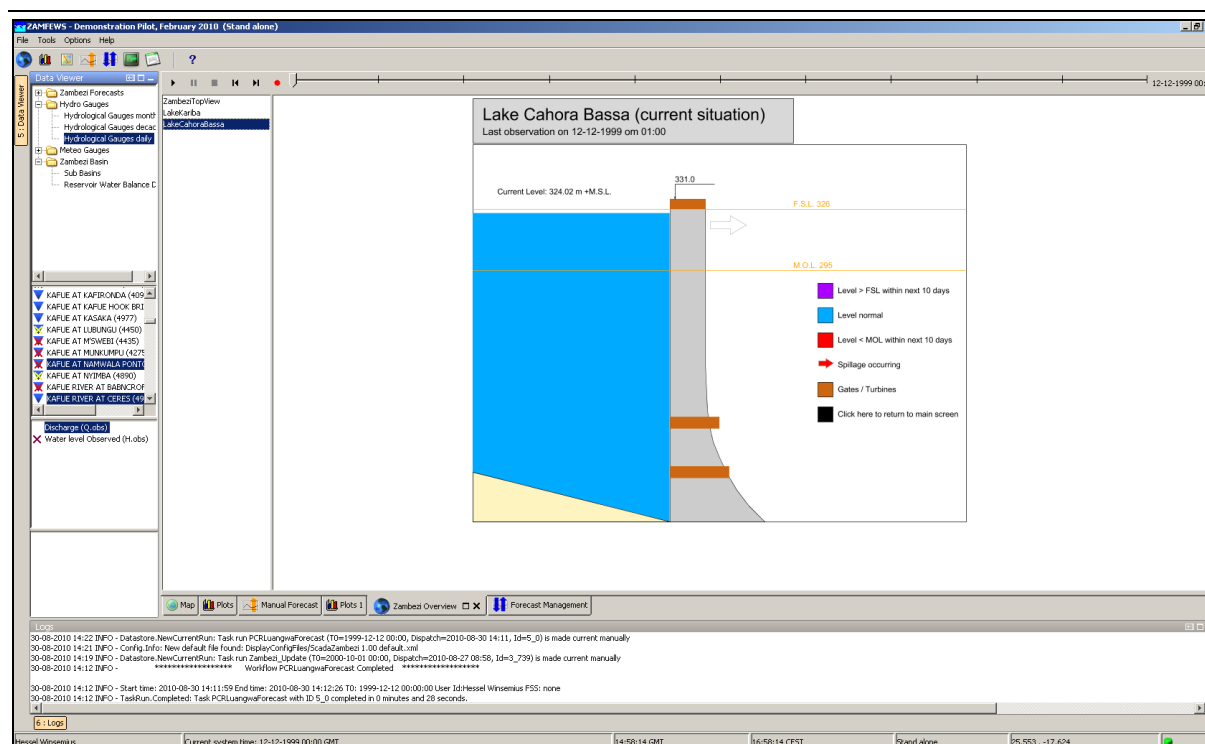 ZAMFEWS - Demonstration Pilot, February 2010 (Stand alone)
File Tools Options Help
?
5 : Data Viewer
Data Viewer
Zambezi Forecasts
Hydro Gauges
Hydrological Gauges month
Hydrological Gauges decad
Hydrological Gauges daily
Meteo Gauges
Zambezi Basin
Sub Basins
Reservoir Water Balance D
KAFUE AT KAFIRONDA (409
KAFUE AT KAFUE HOOK BRI
KAFUE AT KASAKA (4977)
KAFUE AT LUBUNGU (4450)
KAFUE AT M'SWEBI (4435)
KAFUE AT MUNKUMPU (4275
KAFUE AT NAMWALA PONTO
KAFUE AT NYIMBA (4890)
KAFUE RIVER AT BABNCROF
KAFUE RIVER AT CERES (49
Discharge (Q.obs)
Water level Observed (H.obs)
12-12-1999 00:
ZambeziTopView
LakeKariba
LakeCahoraBassa
Lake Cahora Bassa (current situation)
Last observation on 12-12-1999 om 01:00
Current Level: 324.02 m +M.S.L.
331.0
F.S.L. 326
M.O.L. 295
Level > FSL within next 10 days
Level normal
Level < MOL within next 10 days
Spillage occurring
Gates / Turbines
Click here to return to main screen
Map Plots Manual Forecast Plots 1 Zambezi Overview Forecast Management
Logs
30-08-2010 14:22 INFO - Datastore.NewCurrentRun: Task run PCRLuangwaForecast (T0=1999-12-12 00:00, Dispatch=2010-08-30 14:11, Id=5_0) is made current manually
30-08-2010 14:21 INFO - Config.Info: New default file found: DisplayConfigFiles/ScadaZambezi 1.00 default.xml
30-08-2010 14:19 INFO - Datastore.NewCurrentRun: Task run Zambezi_Update (T0=2000-10-01 00:00, Dispatch=2010-08-27 08:58, Id=3_739) is made current manually
30-08-2010 14:12 INFO - ****************** Workflow PCRLuangwaForecast Completed ******************
30-08-2010 14:12 INFO - Start time: 2010-08-30 14:11:59 End time: 2010-08-30 14:12:26 T0: 1999-12-12 00:00:00 User Id:Hessel Winsemius FSS: none
30-08-2010 14:12 INFO - TaskRun.Completed: Task PCRLuangwaForecast with ID 5_0 completed in 0 minutes and 28 seconds.
6 : Logs
Hessel Winsemius Current system time: 12-12-1999 00:00 GMT 14:58:14 GMT 16:58:14 CEST Stand alone 25.553 , -17.624